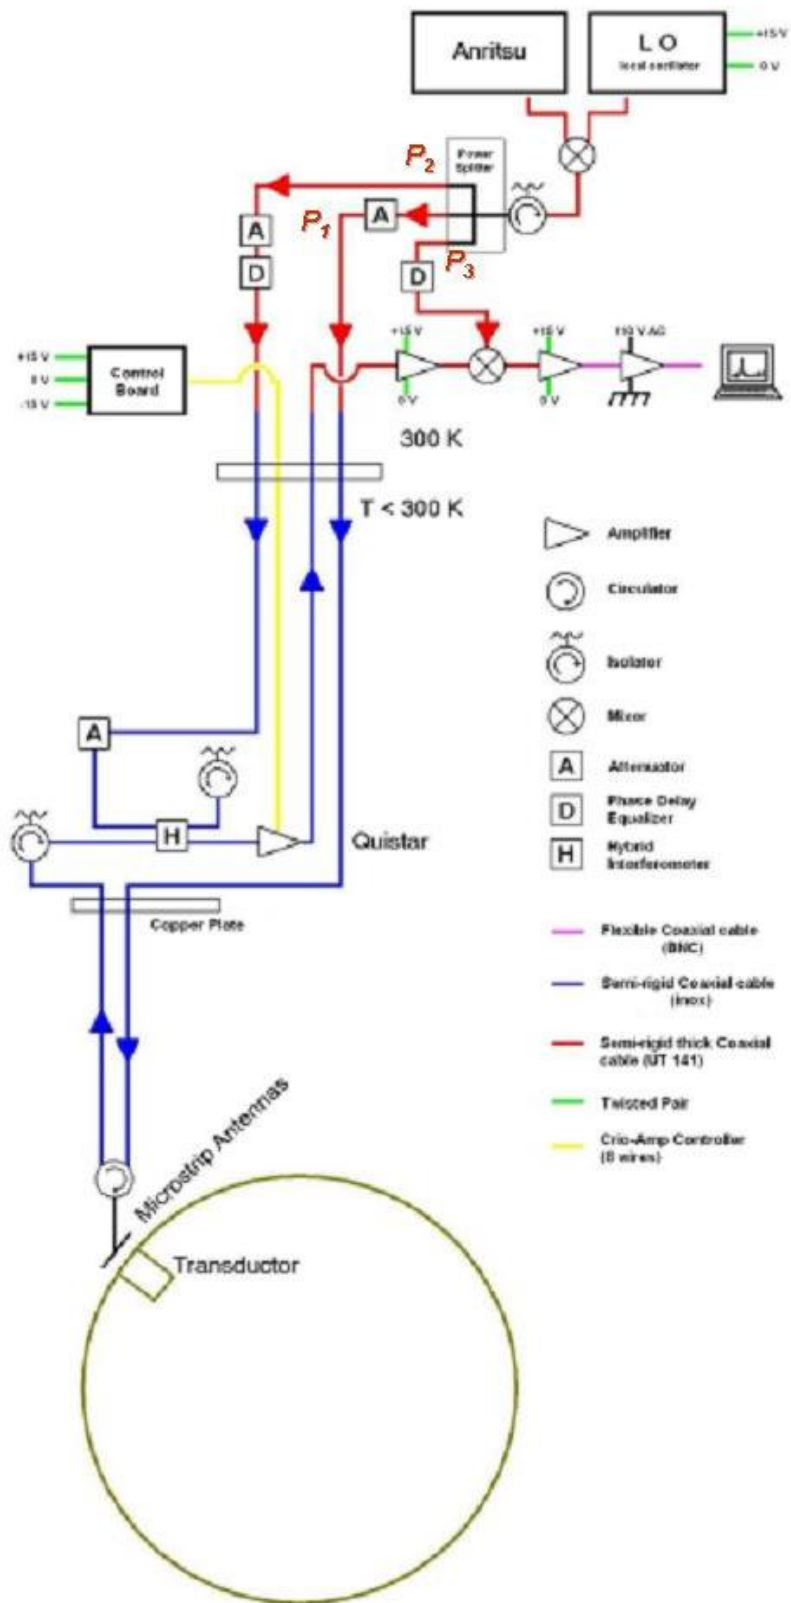 Anritsu
L O
local oscillator
+15 V
0 V
Power
Splitter
P2
P1
P3
A
A
D
D
+15 V
0 V
-15 V
Control
Board
+15 V
0 V
+15 V
0 V
110 V AC
300 K
T < 300 K
A
H
Quistar
Copper Plate
Microstrip Antennas
Transductor
Amplifier
Circulator
Isolator
Mixer
A
Attenuator
D
Phase Delay
Equalizer
H
Hybrid
Interferometer
Flexible Coaxial cable
(BNC)
Semi-rigid Coaxial cable
(inox)
Semi-rigid thick Coaxial
cable (UT 141)
Twisted Pair
Crio-Amp Controller
(8 wires)